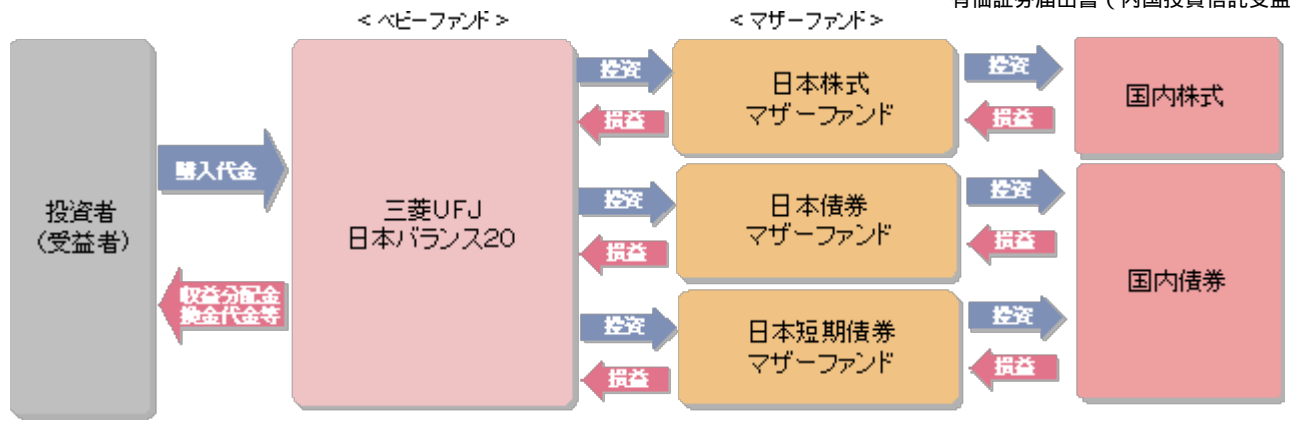 有価証券届出書(内国投資信託受益
<ベビーファンド>
<マザーファンド>
投資者
(受益者)
購入代金
収益分配金
換金代金等
三菱UFJ
日本バランス20
投資
損益
日本株式
マザーファンド
投資
損益
国内株式
投資
損益
日本債券
マザーファンド
投資
損益
国内債券
投資
損益
日本短期債券
マザーファンド
投資
損益